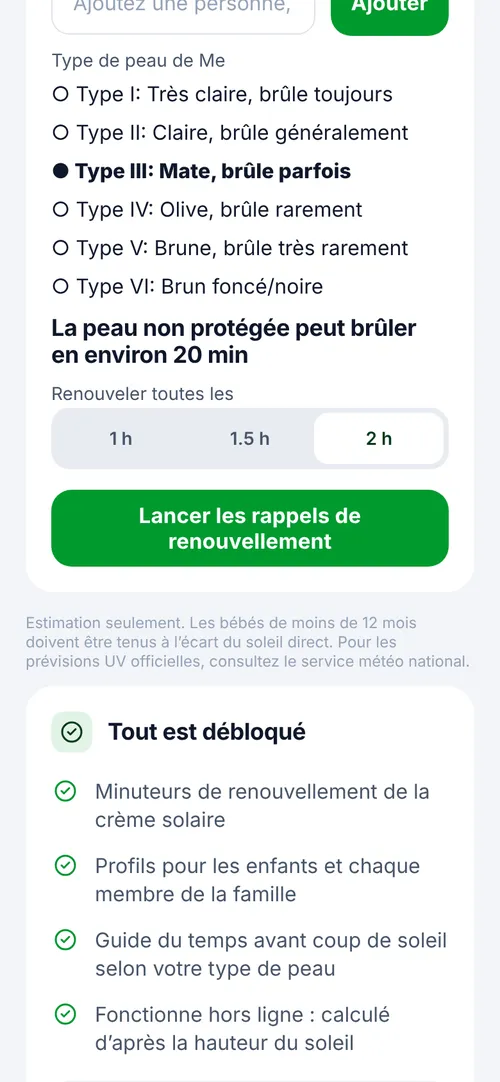 Ajoutez une personne,
Ajouter
Type de peau de Me
Type I: Très claire, brûle toujours
Type II: Claire, brûle généralement
Type III: Mate, brûle parfois
Type IV: Olive, brûle rarement
Type V: Brune, brûle très rarement
Type VI: Brun foncé/noire
La peau non protégée peut brûler
en environ 20 min
Renouveler toutes les
1 h
1.5 h
2 h
Lancer les rappels de
renouvellement
Estimation seulement. Les bébés de moins de 12 mois
doivent être tenus à l’écart du soleil direct. Pour les
prévisions UV officielles, consultez le service météo national.
Tout est débloqué
Minuteurs de renouvellement de la
crème solaire
Profils pour les enfants et chaque
membre de la famille
Guide du temps avant coup de soleil
selon votre type de peau
Fonctionne hors ligne : calculé
d’après la hauteur du soleil